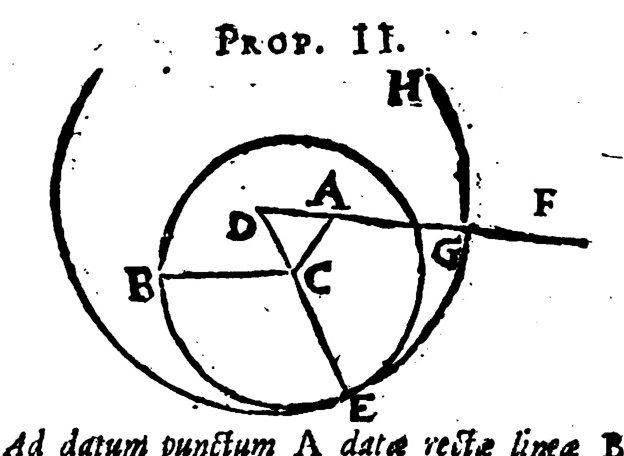 PROP. II.
H
A
F
D
G
B
C
E
Ad datum punctum A datæ rectæ lineæ B